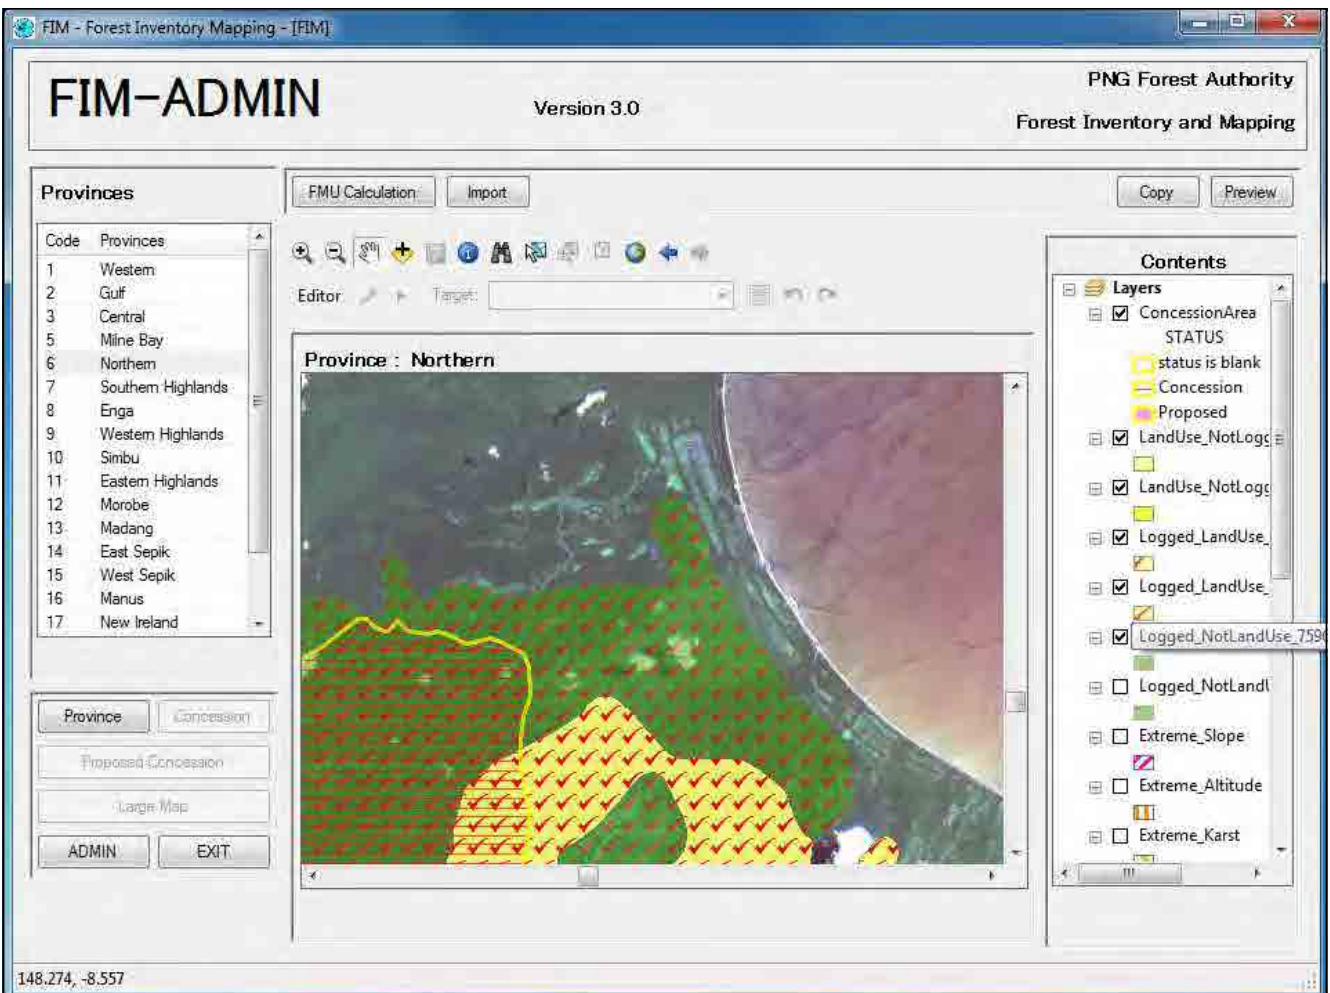 FIM - Forest Inventory Mapping - [FIM]
FIM-ADMIN
Version 3.0
PNG Forest Authority
Forest Inventory and Mapping
Provinces
Code Provinces
1 Western
2 Gulf
3 Central
5 Milne Bay
6 Northern
7 Southern Highlands
8 Enga
9 Western Highlands
10 Simbu
11 Eastern Highlands
12 Morobe
13 Madang
14 East Sepik
15 West Sepik
16 Manus
17 New Ireland
Province Concession
Proposed Concession
Large Map
ADMIN EXIT
FMU Calculation Import Copy Preview
Editor Target:
Province : Northern
Contents
Layers
ConcessionArea
STATUS
status is blank
Concession
Proposed
LandUse_NotLogg
LandUse_NotLogg
Logged_LandUse_
Logged_LandUse_
Logged_NotLandUse_759
Logged_NotLandU
Extreme_Slope
Extreme_Altitude
Extreme_Karst
148.274, -8.557